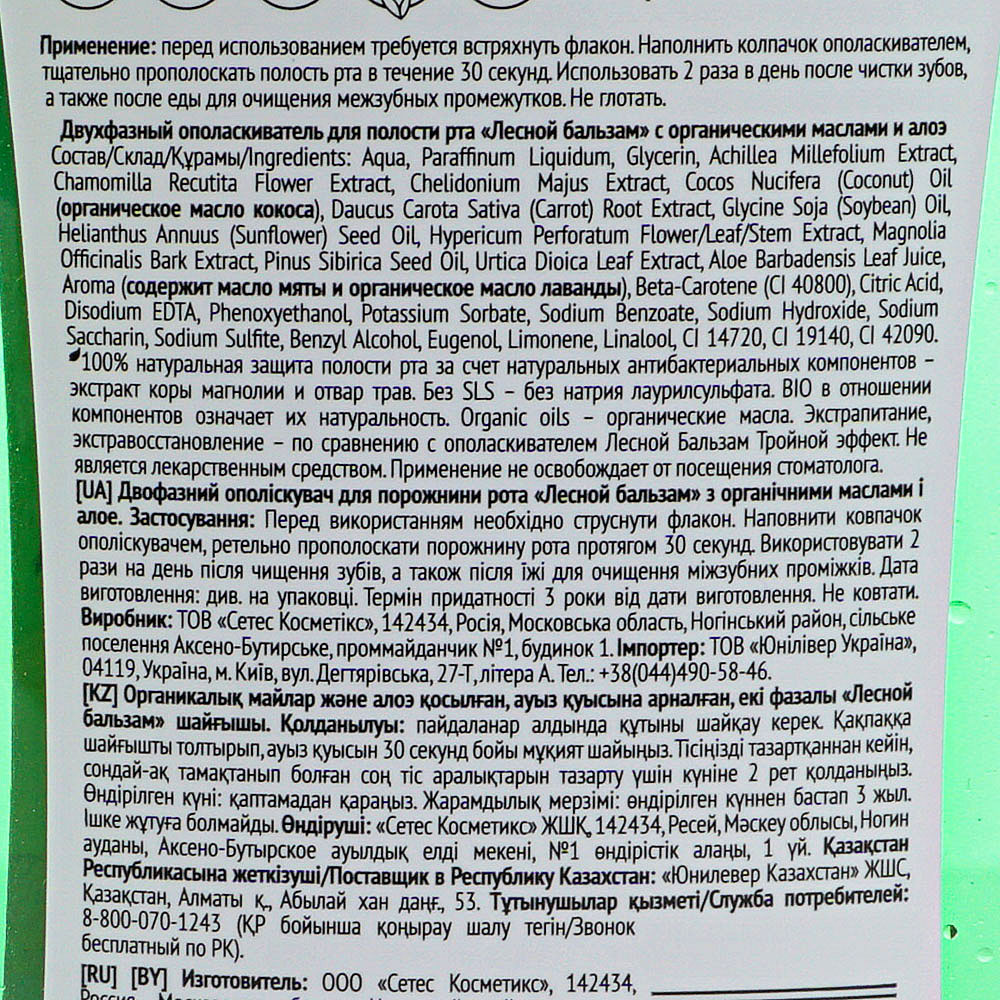 Применение: перед использованием требуется встряхнуть флакон. Наполнить колпачок ополаскивателем,
тщательно прополоскать полость рта в течение 30 секунд. Использовать 2 раза в день после чистки зубов,
а также после еды для очищения межзубных промежутков. Не глотать.
Двухфазный ополаскиватель для полости рта «Лесной бальзам» с органическими маслами и алоэ
Состав/Склад/Құрамы/Ingredients: Aqua, Paraffinum Liquidum, Glycerin, Achillea Millefolium Extract,
Chamomilla Recutita Flower Extract, Chelidonium Majus Extract, Cocos Nucifera (Coconut) Oil
(органическое масло кокоса), Daucus Carota Sativa (Carrot) Root Extract, Glycine Soja (Soybean) Oil,
Helianthus Annuus (Sunflower) Seed Oil, Hypericum Perforatum Flower/Leaf/Stem Extract, Magnolia
Officinalis Bark Extract, Pinus Sibirica Seed Oil, Urtica Dioica Leaf Extract, Aloe Barbadensis Leaf Juice,
Aroma (содержит масло мяты и органическое масло лаванды), Beta-Carotene (CI 40800), Citric Acid,
Disodium EDTA, Phenoxyethanol, Potassium Sorbate, Sodium Benzoate, Sodium Hydroxide, Sodium
Saccharin, Sodium Sulfite, Benzyl Alcohol, Eugenol, Limonene, Linalool, CI 14720, CI 19140, CI 42090.
100% натуральная защита полости рта за счет натуральных антибактериальных компонентов –
экстракт коры магнолии и отвар трав. Без SLS – без натрия лаурилсульфата. BIO в отношении
компонентов означает их натуральность. Organic oils – органические масла. Экстрапитание,
экстравосстановление – по сравнению с ополаскивателем Лесной Бальзам Тройной эффект. Не
является лекарственным средством. Применение не освобождает от посещения стоматолога.
[UA] Двофазний ополіскувач для порожнини рота «Лесной бальзам» з органічними маслами і
алое. Застосування: Перед використанням необхідно струснути флакон. Наповнити ковпачок
ополіскувачем, ретельно прополоскати порожнину рота протягом 30 секунд. Використовувати 2
рази на день після чищення зубів, а також після їжі для очищення міжзубних проміжків. Дата
виготовлення: див. на упаковці. Термін придатності 3 роки від дати виготовлення. Не ковтати.
Виробник: ТОВ «Сетес Косметікс», 142434, Росія, Московська область, Ногінський район, сільське
поселення Аксено-Бутирське, проммайданчик №1, будинок 1. Імпортер: ТОВ «Юнілівер Україна»,
04119, Україна, м. Київ, вул. Дегтярівська, 27-Т, літера А. Тел.: +38(044)490-58-46.
[KZ] Органикалық майлар және алоэ қосылған, ауыз қуысына арналған, екі фазалы «Лесной
бальзам» шайғышы. Қолданылуы: пайдаланар алдында құтыны шайқау керек. Қақпаққа
шайғышты толтырып, ауыз қуысын 30 секунд бойы мұқият шайыңыз. Тісіңізді тазартқаннан кейін,
сондай-ақ тамақтанып болған соң тіс аралықтарын тазарту үшін күніне 2 рет қолданыңыз.
Өндірілген күні: қаптамадан қараңыз. Жарамдылық мерзімі: өндірілген күннен бастап 3 жыл.
Ішке жұтуға болмайды. Өндіруші: «Сетес Косметикс» ЖШҚ, 142434, Ресей, Мәскеу облысы, Ногин
ауданы, Аксено-Бутырское ауылдық елді мекені, №1 өндірістік алаңы, 1 үй. Қазақстан
Республикасына жеткізуші/Поставщик в Республику Казахстан: «Юнилевер Казахстан» ЖШС,
Қазақстан, Алматы қ., Абылай хан даңғ., 53. Тұтынушылар қызметі/Служба потребителей:
8-800-070-1243 (ҚР бойынша қоңырау шалу тегін/Звонок
бесплатный по РК).
[RU] [BY] Изготовитель: ООО «Сетес Косметикс», 142434,